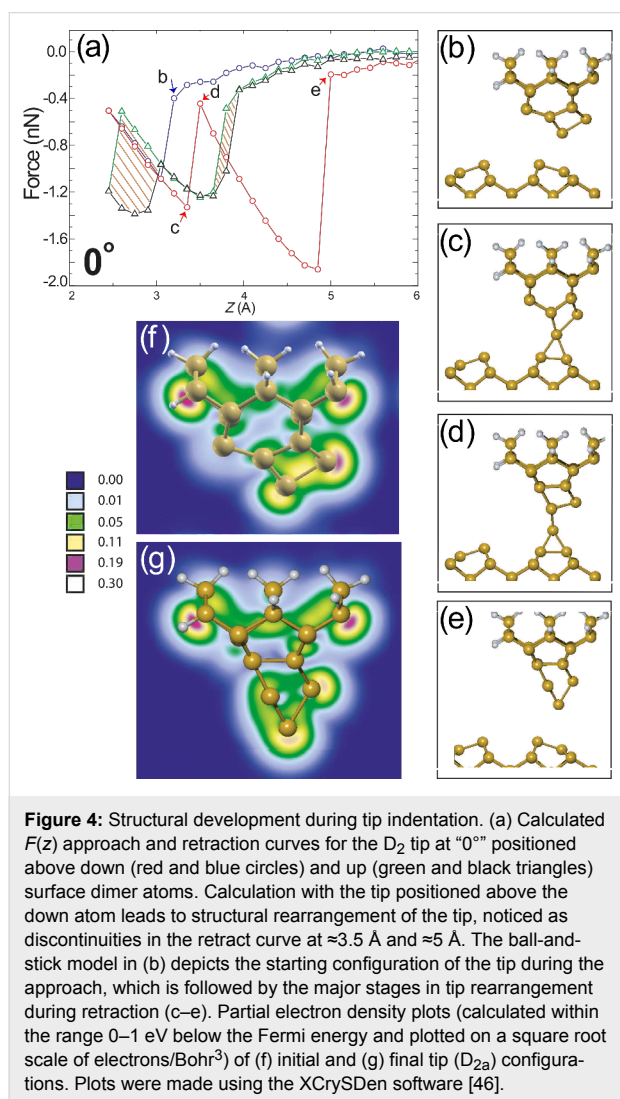 (a)
0.0
-0.4
-0.8
-1.2
-1.6
-2.0
Force (nN)
b
d
e
c
0°
2
3
4
5
6
Z (A)
(b)
(c)
(d)
(e)
(f)
(g)
0.00
0.01
0.05
0.11
0.19
0.30
Figure 4: Structural development during tip indentation. (a) Calculated
F(z) approach and retraction curves for the D2 tip at “0°” positioned
above down (red and blue circles) and up (green and black triangles)
surface dimer atoms. Calculation with the tip positioned above the
down atom leads to structural rearrangement of the tip, noticed as
discontinuities in the retract curve at ≈3.5 Å and ≈5 Å. The ball-and-
stick model in (b) depicts the starting configuration of the tip during the
approach, which is followed by the major stages in tip rearrangement
during retraction (c–e). Partial electron density plots (calculated within
the range 0–1 eV below the Fermi energy and plotted on a square root
scale of electrons/Bohr³) of (f) initial and (g) final tip (D2a) configura-
tions. Plots were made using the XCrySDen software [46].